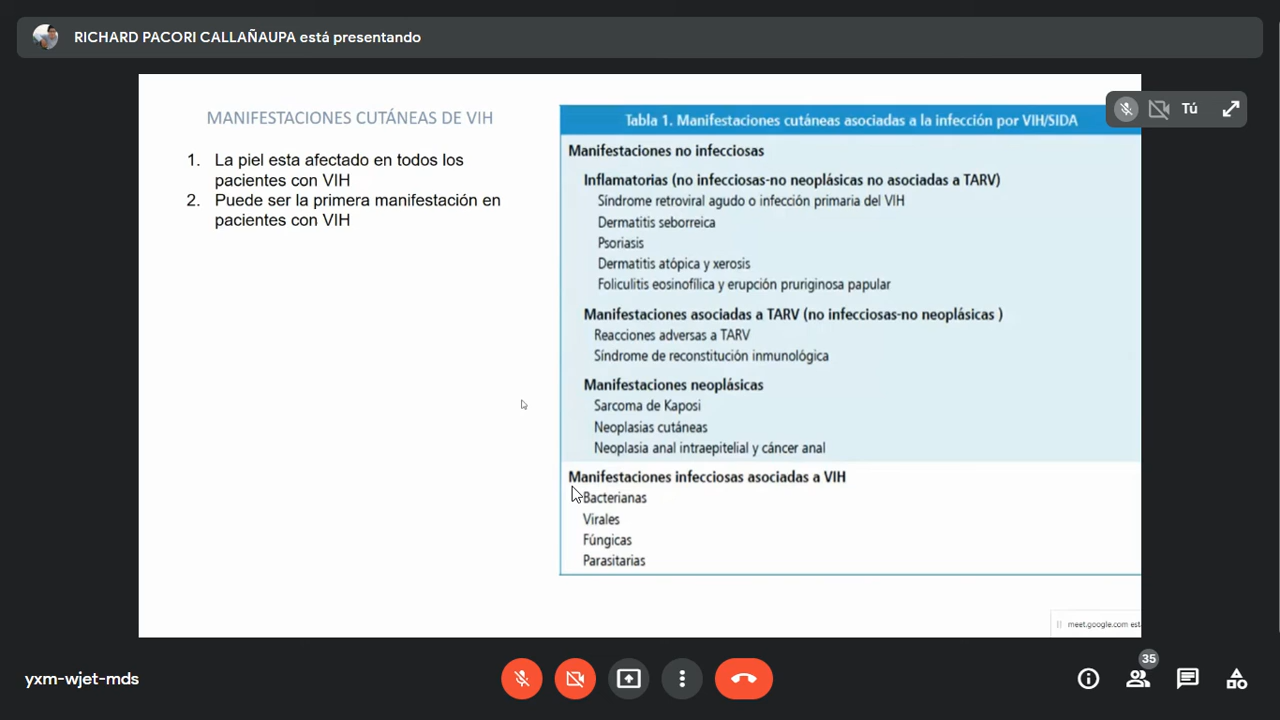 RICHARD PACORI CALLAÑAUPA está presentando
Tú
MANIFESTACIONES CUTÁNEAS DE VIH
1. La piel esta afectado en todos los
pacientes con VIH
2. Puede ser la primera manifestación en
pacientes con VIH
Tabla 1. Manifestaciones cutáneas asociadas a la infección por VIH/SIDA
Manifestaciones no infecciosas
Inflamatorias (no infecciosas-no neoplásicas no asociadas a TARV)
Síndrome retroviral agudo o infección primaria del VIH
Dermatitis seborreica
Psoriasis
Dermatitis atópica y xerosis
Foliculitis eosinofílica y erupción pruriginosa papular
Manifestaciones asociadas a TARV (no infecciosas-no neoplásicas )
Reacciones adversas a TARV
Síndrome de reconstitución inmunológica
Manifestaciones neoplásicas
Sarcoma de Kaposi
Neoplasias cutáneas
Neoplasia anal intraepitelial y cáncer anal
Manifestaciones infecciosas asociadas a VIH
Bacterianas
Virales
Fúngicas
Parasitarias
meet.google.com est
yxm-wjet-mds
35